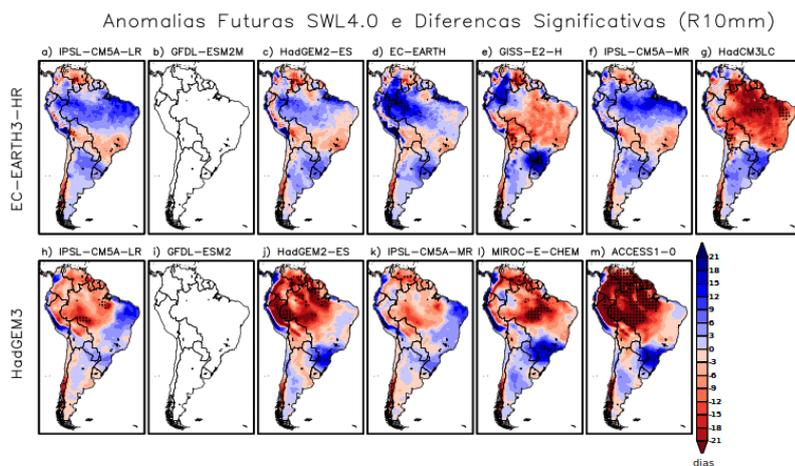 Anomalias Futuras SWL4.0 e Diferencas Significativas (R10mm)
a) IPSL-CM5A-LR b) GFDL-ESM2M c) HadGEM2-ES d) EC-EARTH e) GISS-E2-H f) IPSL-CM5A-MR g) HadCM3LC
EC-EARTH3-HR
h) IPSL-CM5A-LR i) GFDL-ESM2 j) HadGEM2-ES k) IPSL-CM5A-MR l) MIROC-E-CHEM m) ACCESS1-0
HadGEM3
21
18
15
12
9
6
3
0
-3
-6
-9
-12
-15
-18
-21
dias